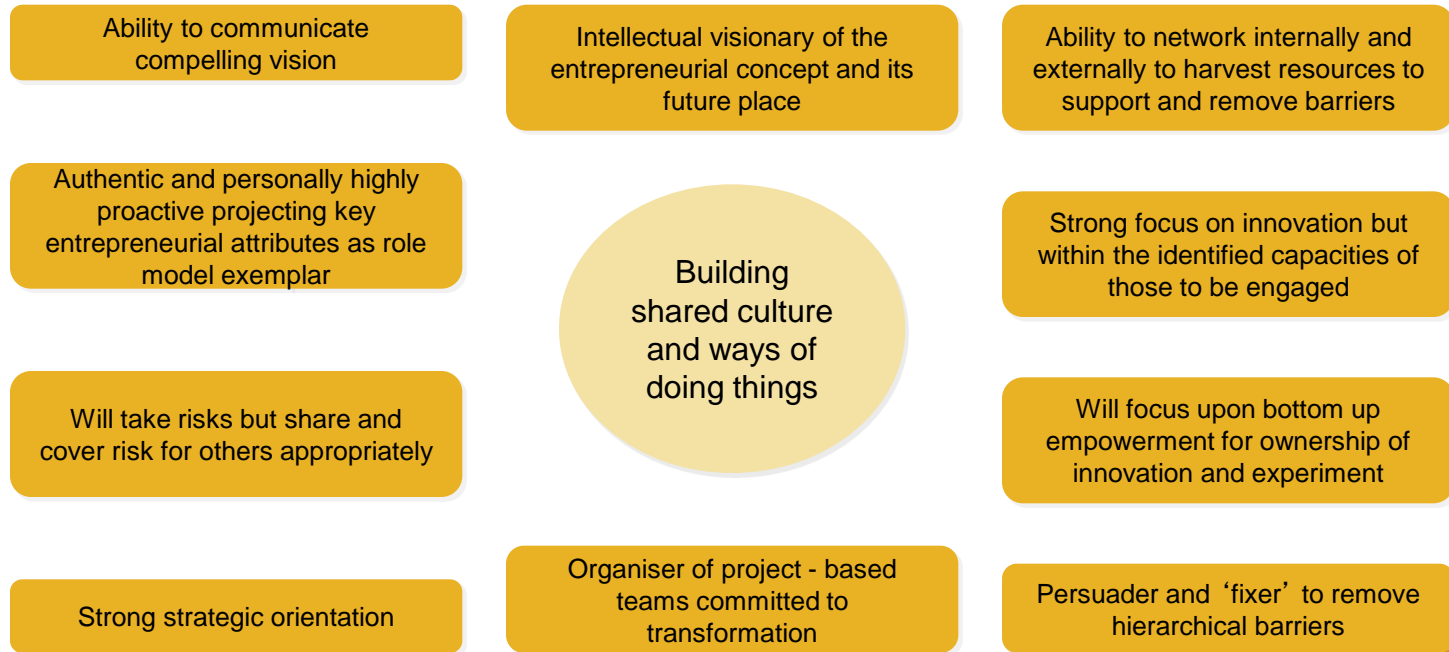 Ability to communicate
compelling vision
Intellectual visionary of the
entrepreneurial concept and its
future place
Ability to network internally and
externally to harvest resources to
support and remove barriers
Authentic and personally highly
proactive projecting key
entrepreneurial attributes as role
model exemplar
Building
shared culture
and ways of
doing things
Strong focus on innovation but
within the identified capacities of
those to be engaged
Will take risks but share and
cover risk for others appropriately
Will focus upon bottom up
empowerment for ownership of
innovation and experiment
Strong strategic orientation
Organiser of project - based
teams committed to
transformation
Persuader and ‘fixer’ to remove
hierarchical barriers